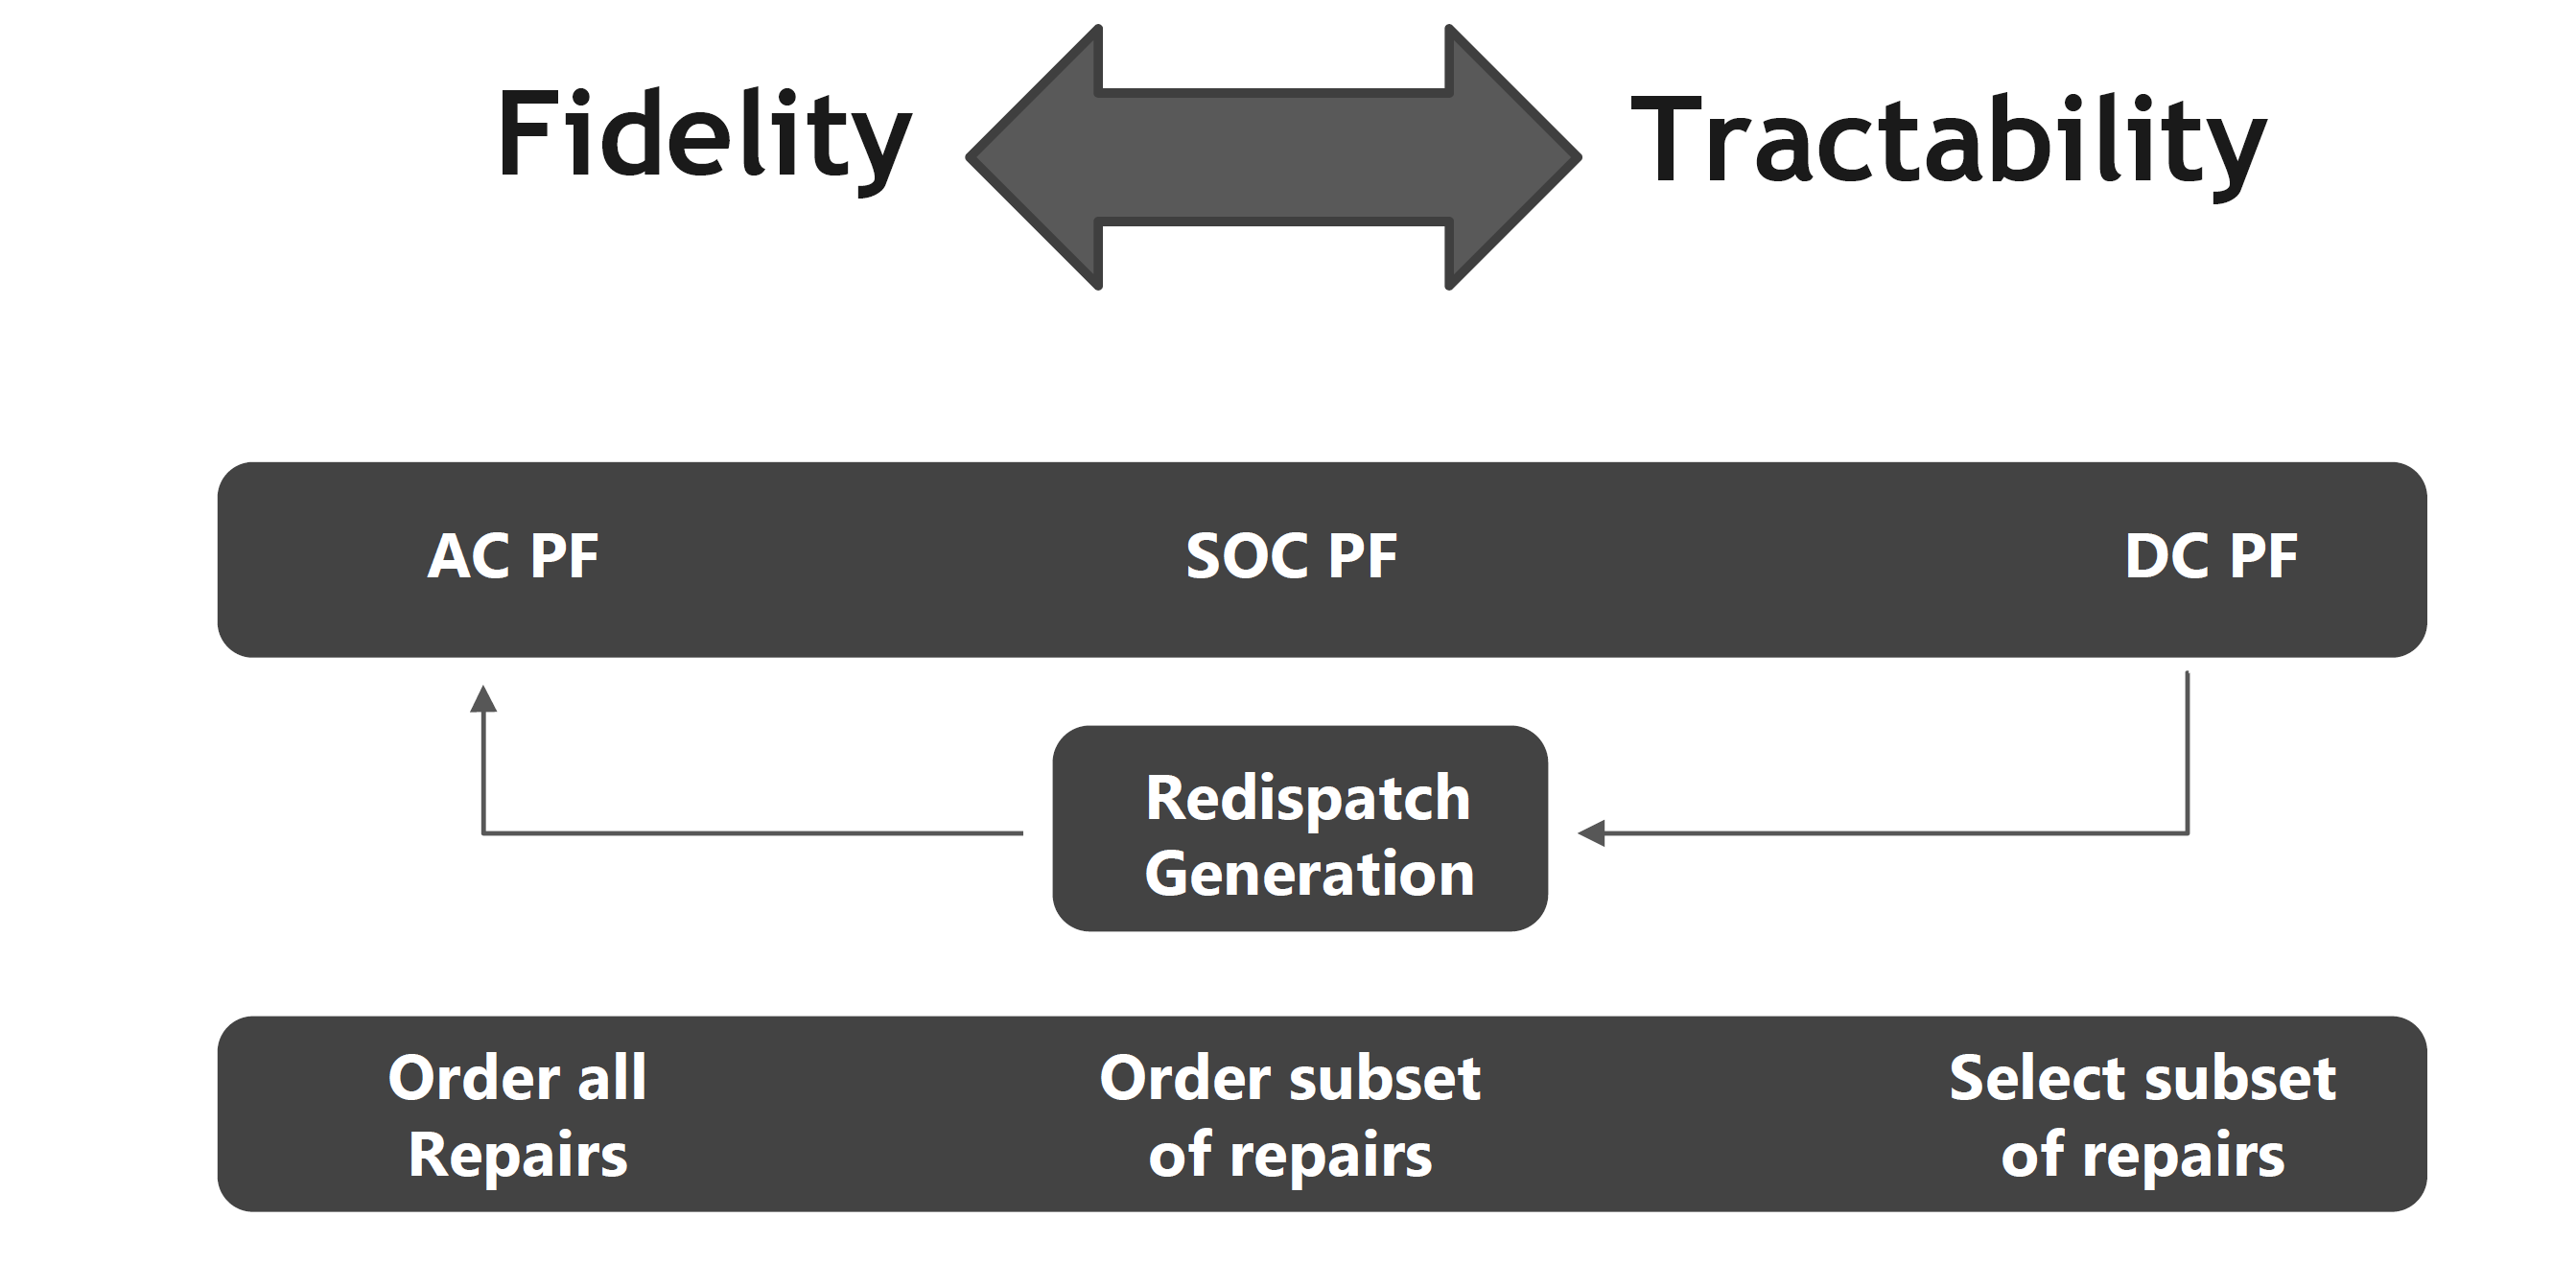 Fidelity
Tractability
AC PF
SOC PF
DC PF
Redispatch
Generation
Order all
Repairs
Order subset
of repairs
Select subset
of repairs